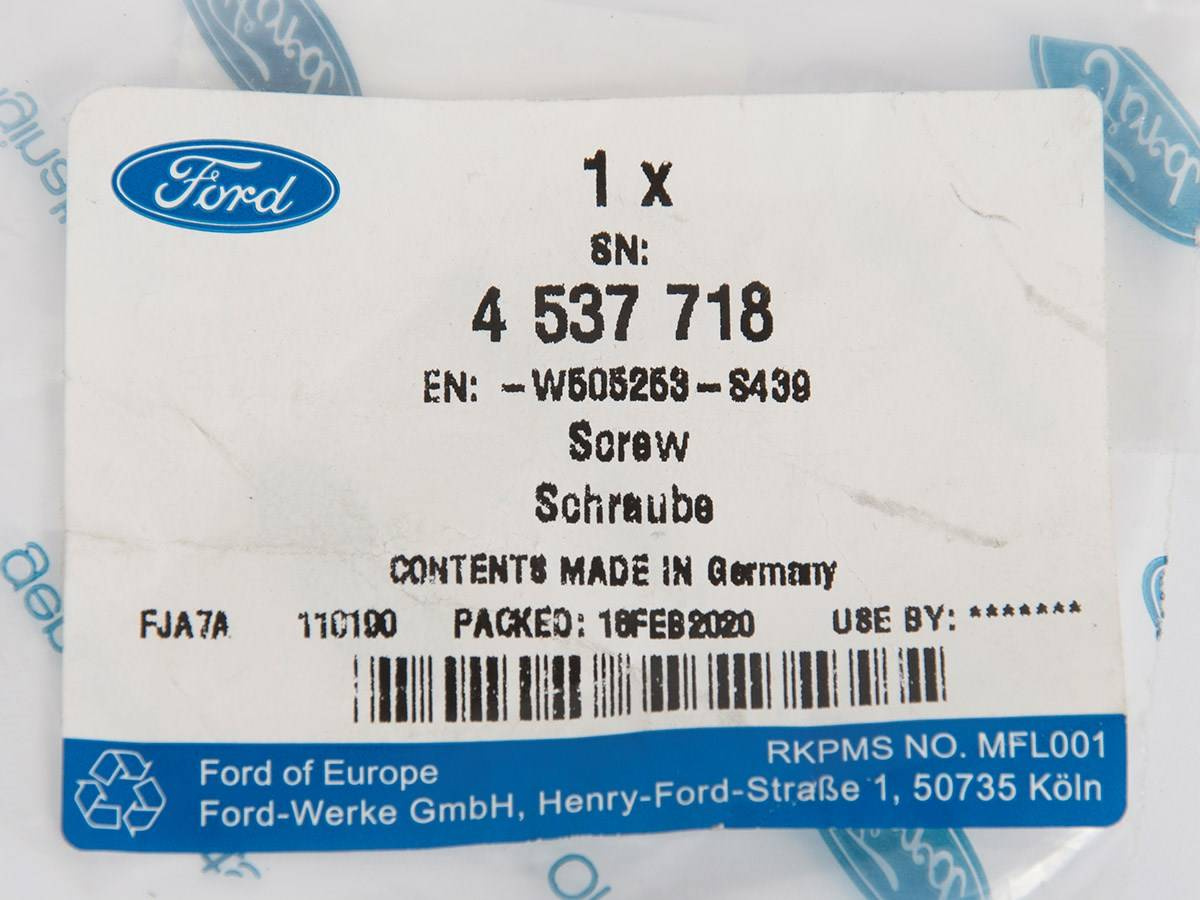 Ford
1 x
SN:
4 537 718
EN: -W505253-S439
Screw
Schraube
CONTENTS MADE IN Germany
FJA7A 110190 PACKED: 18FEB2020 USE BY: *******
RKPMS NO. MFL001
Ford of Europe
Ford-Werke GmbH, Henry-Ford-Straße 1, 50735 Köln